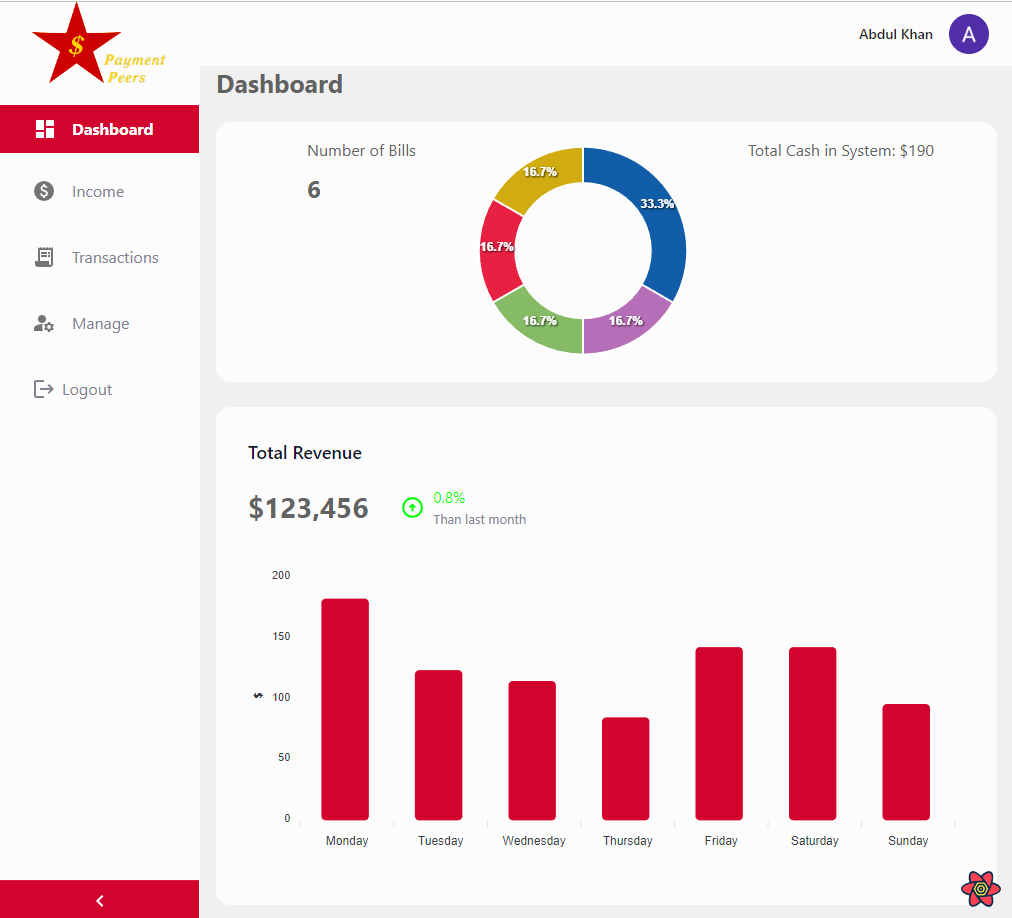 $
Payment
Peers
Abdul Khan
A
Dashboard
Income
Transactions
Manage
Logout
Dashboard
Number of Bills
6
Total Cash in System: $190
16.7%
33.3%
16.7%
16.7%
16.7%
Total Revenue
$123,456
0.8%
Than last month
200
150
100
50
0
$
Monday
Tuesday
Wednesday
Thursday
Friday
Saturday
Sunday